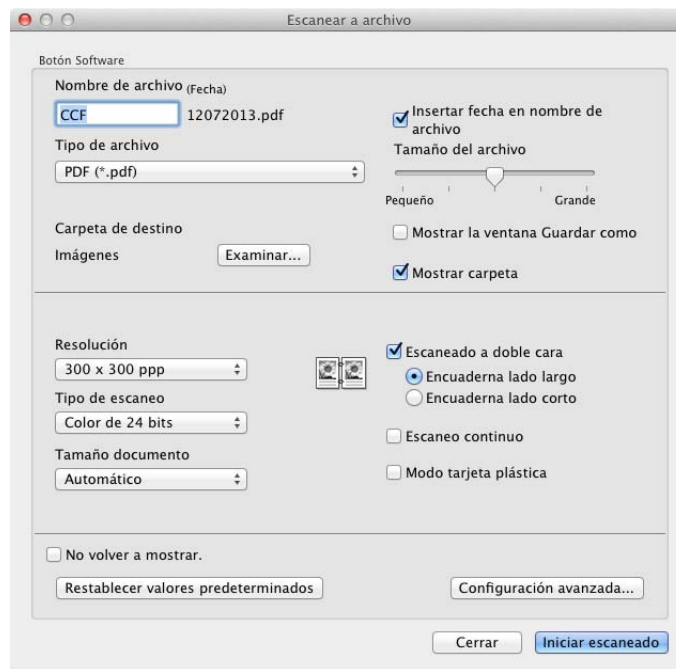 Escanear a archivo
Botón Software
Nombre de archivo (Fecha)
CCF 12072013.pdf
Insertar fecha en nombre de
archivo
Tipo de archivo
Tamaño del archivo
PDF (*.pdf)
Pequeño Grande
Carpeta de destino
Mostrar la ventana Guardar como
Imágenes Examinar...
Mostrar carpeta
Resolución
300 x 300 ppp
Escaneado a doble cara
Encuaderna lado largo
Tipo de escaneo
Encuaderna lado corto
Color de 24 bits
Escaneo continuo
Tamaño documento
Automático
Modo tarjeta plástica
No volver a mostrar.
Restablecer valores predeterminados Configuración avanzada...
Cerrar Iniciar escaneado